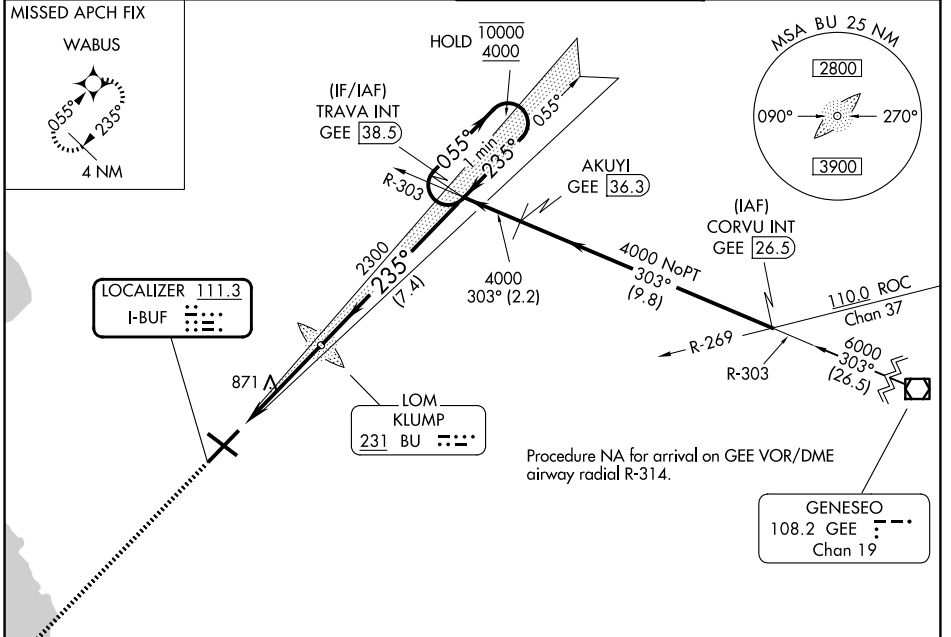 MISSED APCH FIX
WABUS
055°
235°
4 NM
HOLD 10000
4000
(IF/IAF)
TRAVA INT
GEE 38.5
R-303
055°
1 min
235°
055°
MSA BU 25 NM
2800
090°
270°
3900
AKUYI
GEE 36.3
(IAF)
CORVU INT
GEE 26.5
4000
303° (2.2)
4000 NoPT
303°
(9.8)
110.0 ROC
Chan 37
R-269
R-303
6000
303°
(26.5)
2300
235°
(7.4)
LOCALIZER 111.3
I-BUF
871
LOM
KLUMP
231 BU
Procedure NA for arrival on GEE VOR/DME
airway radial R-314.
GENESEO
108.2 GEE
Chan 19